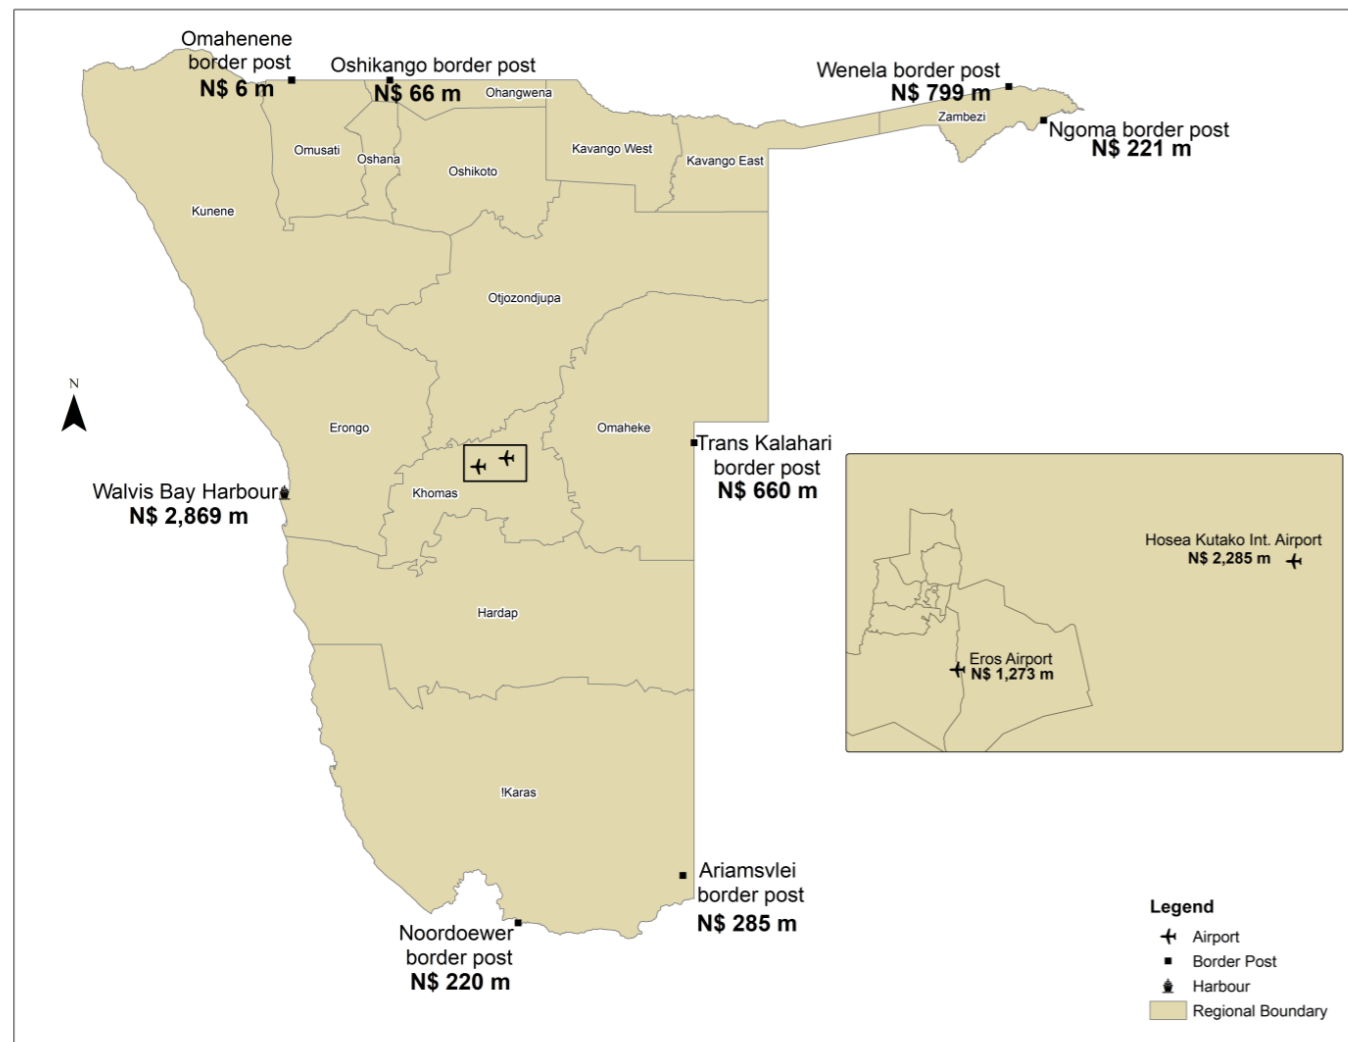 Omahenene
border post
N$ 6 m
Oshikango border post
N$ 66 m
Ohangwena
Wenela border post
N$ 799 m
Zambezi
Ngoma border post
N$ 221 m
Omusati
Oshana
Oshikoto
Kavango West
Kavango East
Kunene
Otjozondjupa
N
Erongo
Omaheke
Trans Kalahari
border post
N$ 660 m
Khomas
Walvis Bay Harbour
N$ 2,869 m
Hosea Kutako Int. Airport
N$ 2,285 m
Eros Airport
N$ 1,273 m
Hardap
!Karas
Ariamsvlei
border post
N$ 285 m
Noordoewer
border post
N$ 220 m
Legend
Airport
Border Post
Harbour
Regional Boundary